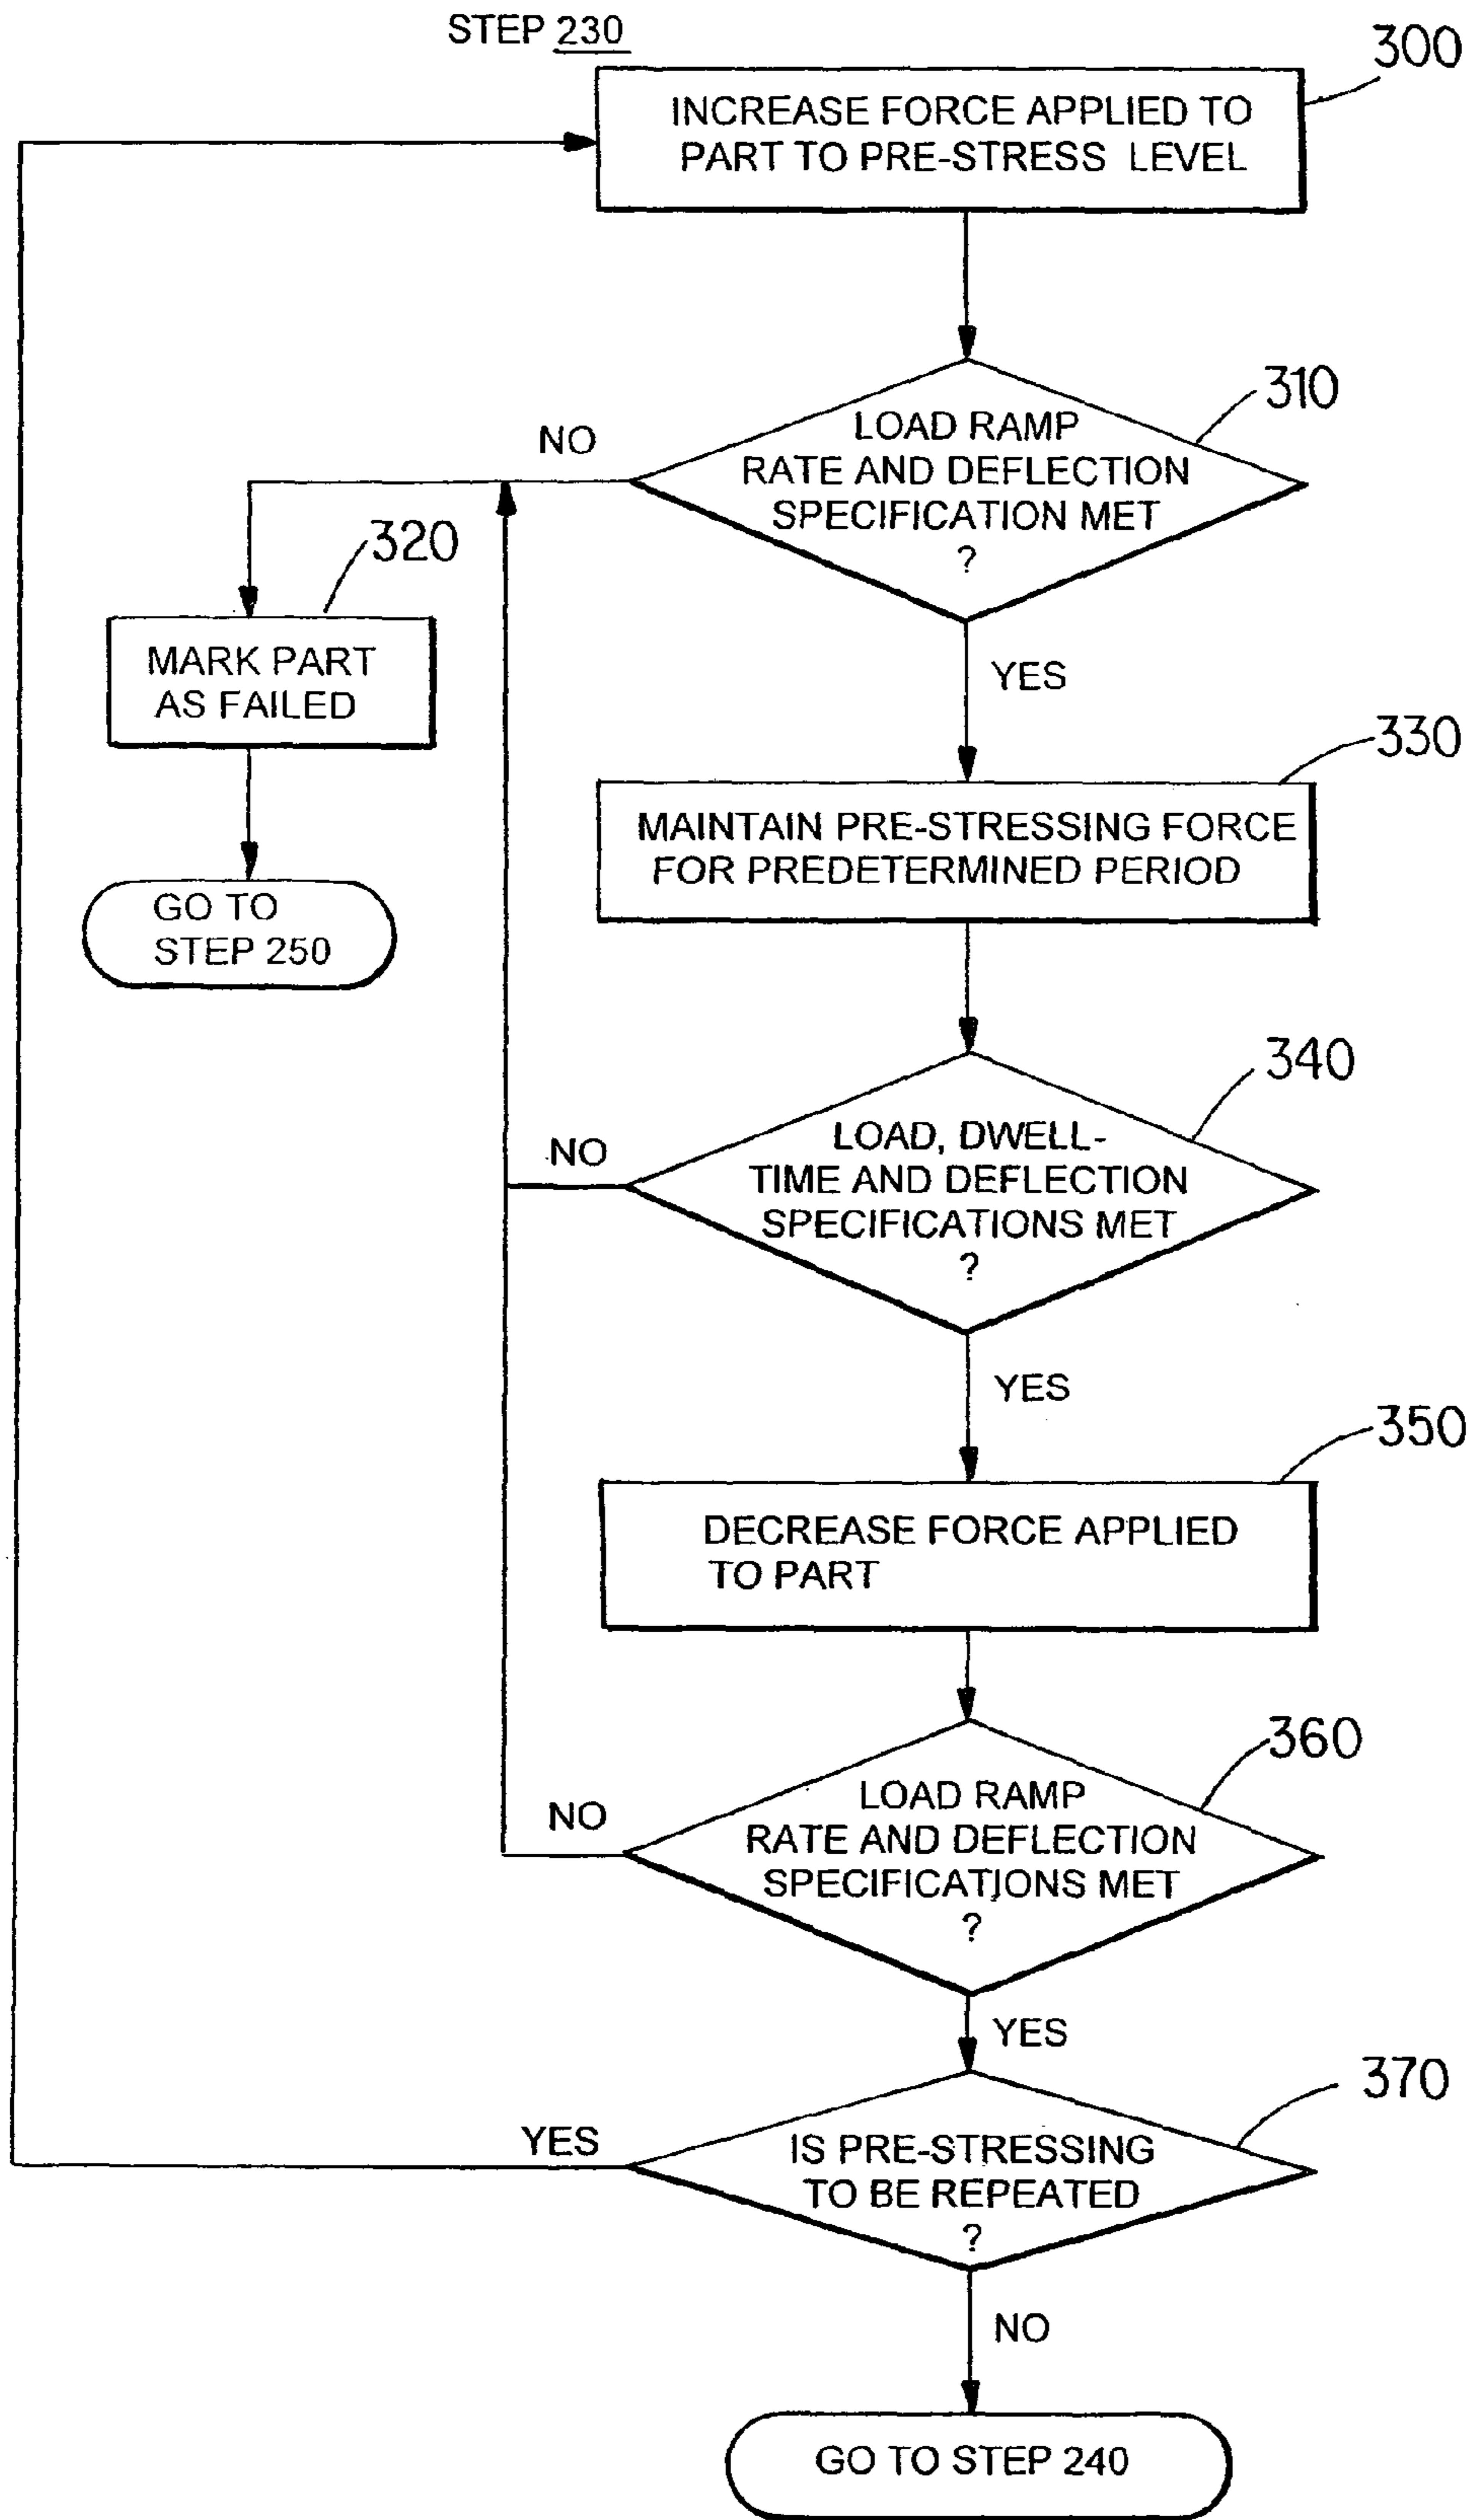 STEP 230
300
INCREASE FORCE APPLIED TO
PART TO PRE-STRESS LEVEL
310
LOAD RAMP
RATE AND DEFLECTION
SPECIFICATION MET
?
NO
320
MARK PART
AS FAILED
GO TO
STEP 250
YES
330
MAINTAIN PRE-STRESSING FORCE
FOR PREDETERMINED PERIOD
340
LOAD, DWELL-
TIME AND DEFLECTION
SPECIFICATIONS MET
?
NO
YES
350
DECREASE FORCE APPLIED
TO PART
360
LOAD RAMP
RATE AND DEFLECTION
SPECIFICATIONS MET
?
NO
YES
370
IS PRE-STRESSING
TO BE REPEATED
?
YES
NO
GO TO STEP 240